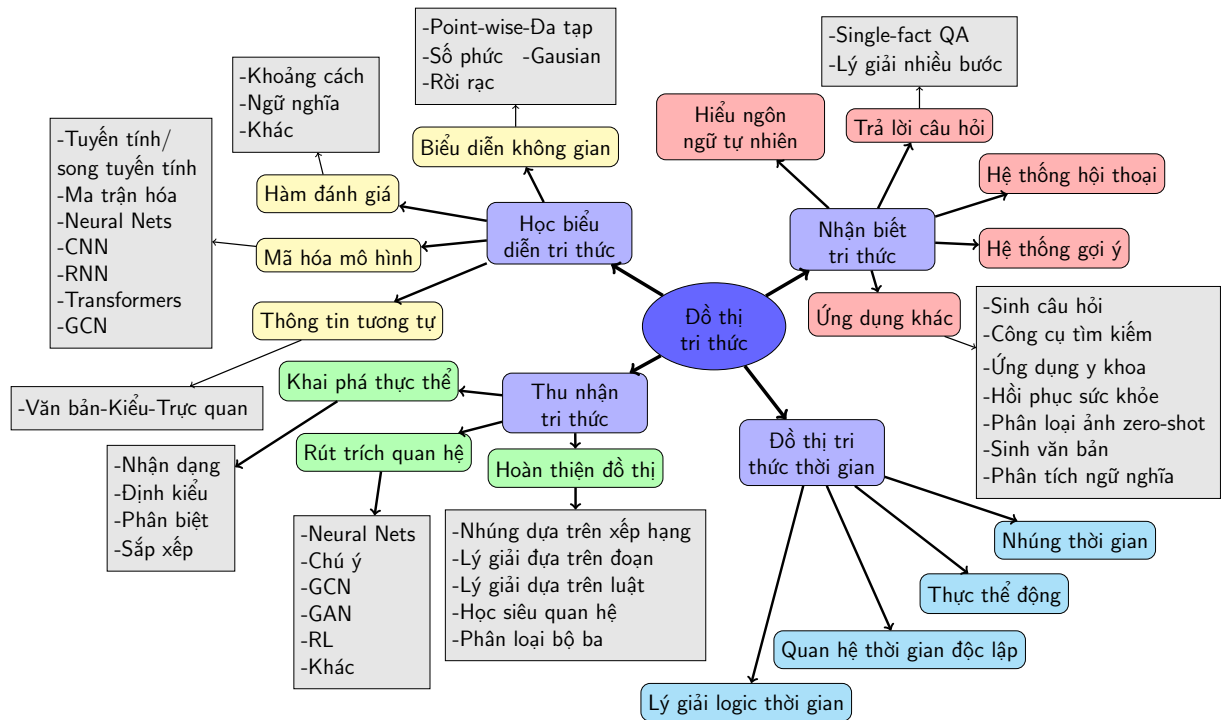 -Point-wise-Đa tạp
-Số phức -Gausian
-Rời rạc
-Single-fact QA
-Lý giải nhiều bước
-Khoảng cách
-Ngữ nghĩa
-Khác
Hiểu ngôn
ngữ tự nhiên
Trả lời câu hỏi
-Tuyến tính/
song tuyến tính
-Ma trận hóa
-Neural Nets
-CNN
-RNN
-Transformers
-GCN
Biểu diễn không gian
Hàm đánh giá
Hệ thống hội thoại
Học biểu
diễn tri thức
Nhận biết
tri thức
Mã hóa mô hình
Hệ thống gợi ý
Thông tin tương tự
Đồ thị
tri thức
Ứng dụng khác
-Sinh câu hỏi
-Công cụ tìm kiếm
-Ứng dụng y khoa
-Hồi phục sức khỏe
-Phân loại ảnh zero-shot
-Sinh văn bản
-Phân tích ngữ nghĩa
Khai phá thực thể
Thu nhận
tri thức
-Văn bản-Kiểu-Trực quan
Đồ thị tri
thức thời gian
Rút trích quan hệ
Hoàn thiện đồ thị
-Nhận dạng
-Định kiểu
-Phân biệt
-Sắp xếp
-Neural Nets
-Chú ý
-GCN
-GAN
-RL
-Khác
-Nhúng dựa trên xếp hạng
-Lý giải đựa trên đoạn
-Lý giải dựa trên luật
-Học siêu quan hệ
-Phân loại bộ ba
Nhúng thời gian
Thực thể động
Quan hệ thời gian độc lập
Lý giải logic thời gian